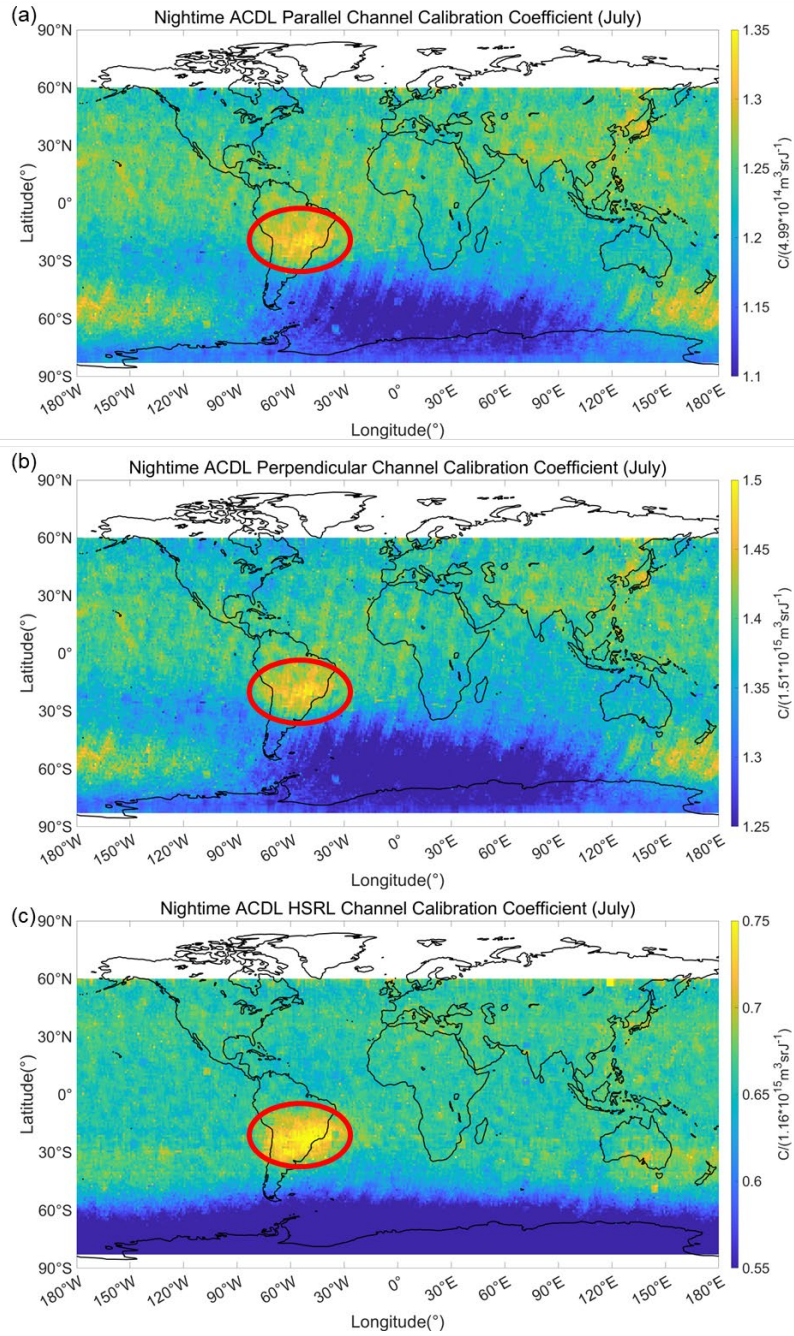 (a)
Nightime ACDL Parallel Channel Calibration Coefficient (July)
90°N
60°N
30°N
0°
30°S
60°S
90°S
Latitude(°)
180°W 150°W 120°W 90°W 60°W 30°W 0° 30°E 60°E 90°E 120°E 150°E 180°E
Longitude(°)
1.35
1.3
1.25
1.2
1.15
1.1
C/(4.99*10¹⁴m³srJ⁻¹)
(b)
Nightime ACDL Perpendicular Channel Calibration Coefficient (July)
90°N
60°N
30°N
0°
30°S
60°S
90°S
Latitude(°)
180°W 150°W 120°W 90°W 60°W 30°W 0° 30°E 60°E 90°E 120°E 150°E 180°E
Longitude(°)
1.5
1.45
1.4
1.35
1.3
1.25
C/(1.51*10¹⁵m³srJ⁻¹)
(c)
Nightime ACDL HSRL Channel Calibration Coefficient (July)
90°N
60°N
30°N
0°
30°S
60°S
90°S
Latitude(°)
180°W 150°W 120°W 90°W 60°W 30°W 0° 30°E 60°E 90°E 120°E 150°E 180°E
Longitude(°)
0.75
0.7
0.65
0.6
0.55
C/(1.16*10¹⁵m³srJ⁻¹)